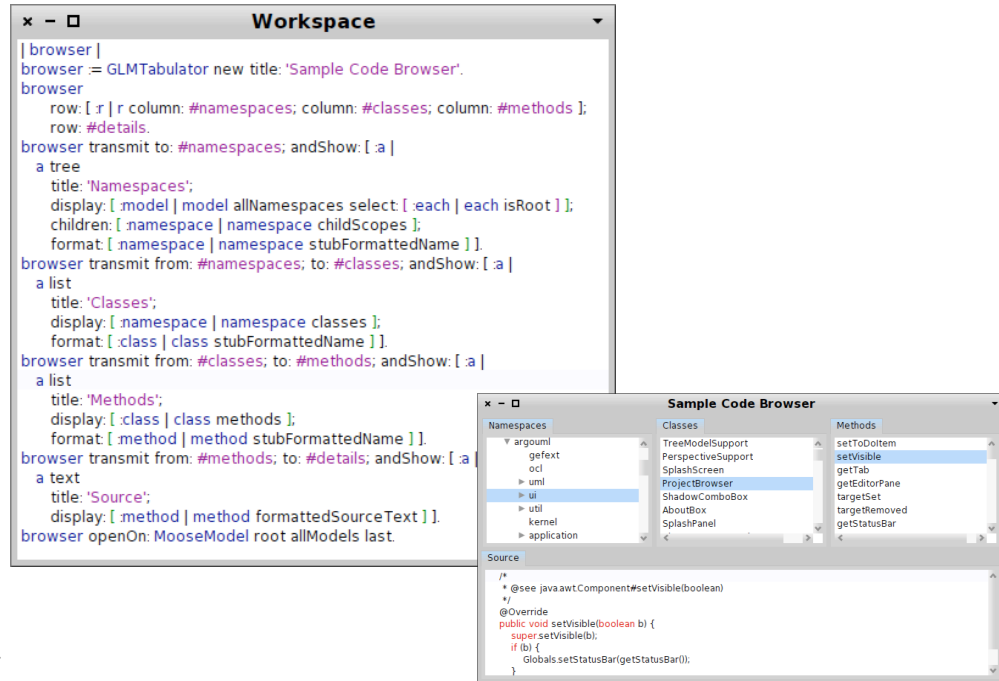 Workspace
| browser |
browser := GLMTabulator new title: 'Sample Code Browser'.
browser
row: [ :r | r column: #namespaces; column: #classes; column: #methods ];
row: #details.
browser transmit to: #namespaces; andShow: [ :a |
a tree
title: 'Namespaces';
display: [ :model | model allNamespaces select: [ :each | each isRoot ] ];
children: [ :namespace | namespace childScopes ];
format: [ :namespace | namespace stubFormattedName ] ].
browser transmit from: #namespaces; to: #classes; andShow: [ :a |
a list
title: 'Classes';
display: [ :namespace | namespace classes ];
format: [ :class | class stubFormattedName ] ].
browser transmit from: #classes; to: #methods; andShow: [ :a |
a list
title: 'Methods';
display: [ :class | class methods ];
format: [ :method | method stubFormattedName ] ].
browser transmit from: #methods; to: #details; andShow: [ :a |
a text
title: 'Source';
display: [ :method | method formattedSourceText ] ].
browser openOn: MooseModel root allModels last.
Sample Code Browser
Namespaces
argouml
gefext
ocl
uml
ui
util
kernel
application
Classes
TreeModelSupport
PerspectiveSupport
SplashScreen
ProjectBrowser
ShadowComboBox
AboutBox
SplashPanel
Methods
setToDoItem
setVisible
getTab
getEditorPane
targetSet
targetRemoved
getStatusBar
Source
/*
* @see java.awt.Component#setVisible(boolean)
*/
@Override
public void setVisible(boolean b) {
super.setVisible(b);
if (b) {
Globals.setStatusBar(getStatusBar());
}